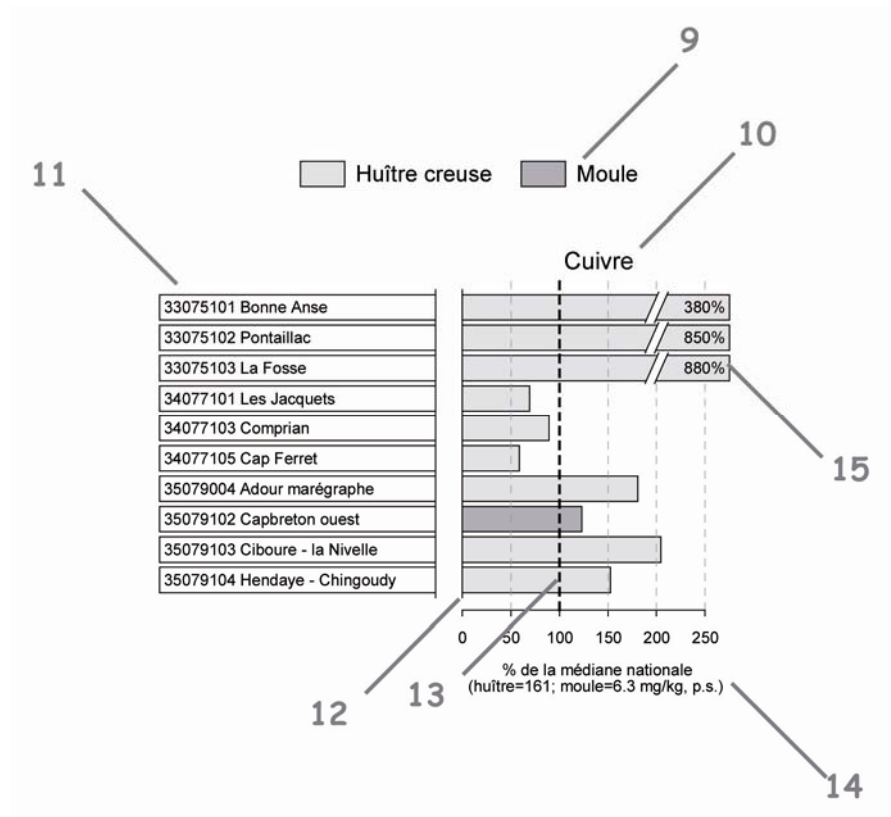 9
10
11
Huître creuse
Moule
Cuivre
33075101 Bonne Anse
380%
33075102 Pontaillac
850%
33075103 La Fosse
880%
34077101 Les Jacquets
34077103 Comprian
15
34077105 Cap Ferret
35079004 Adour marégraphe
35079102 Capbreton ouest
35079103 Ciboure - la Nivelle
35079104 Hendaye - Chingoudy
0 50 100 150 200 250
% de la médiane nationale
(huître=161; moule=6.3 mg/kg, p.s.)
13
12
14